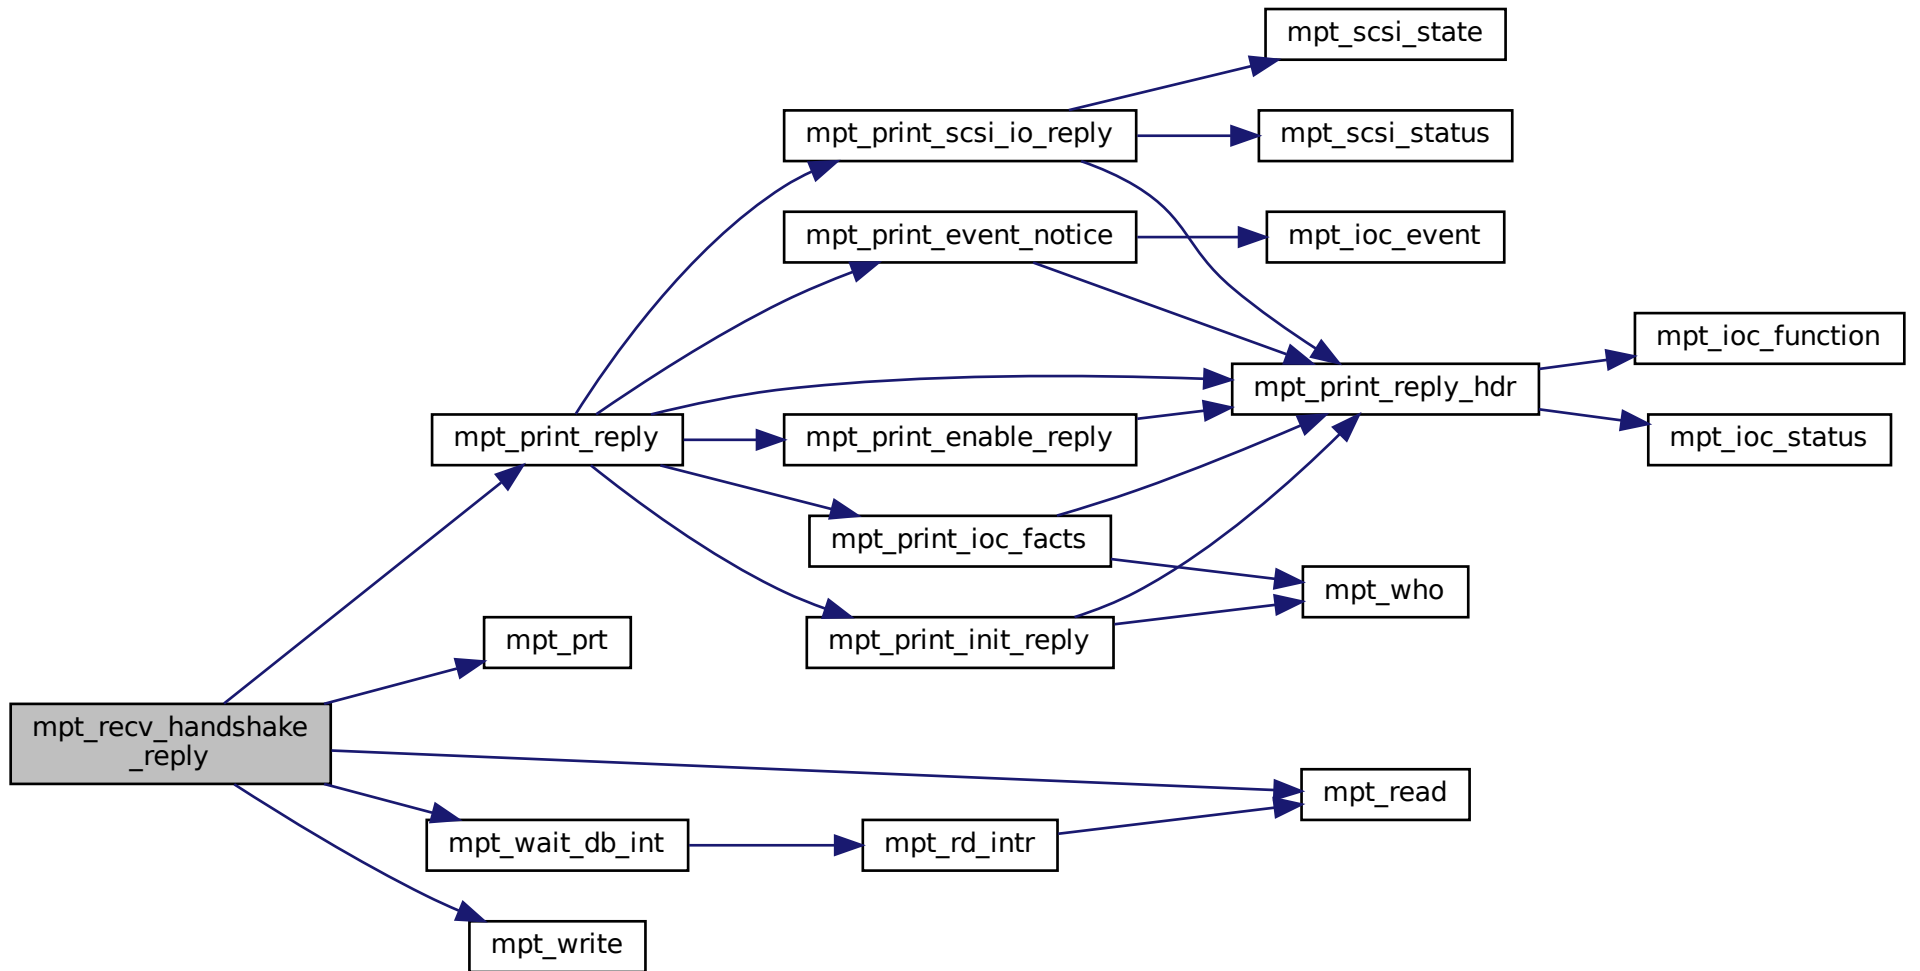 mpt_scsi_state
mpt_print_scsi_io_reply
mpt_scsi_status
mpt_print_event_notice
mpt_ioc_event
mpt_ioc_function
mpt_print_reply_hdr
mpt_print_reply
mpt_print_enable_reply
mpt_ioc_status
mpt_print_ioc_facts
mpt_who
mpt_prt
mpt_print_init_reply
mpt_recv_handshake
_reply
mpt_read
mpt_wait_db_int
mpt_rd_intr
mpt_write